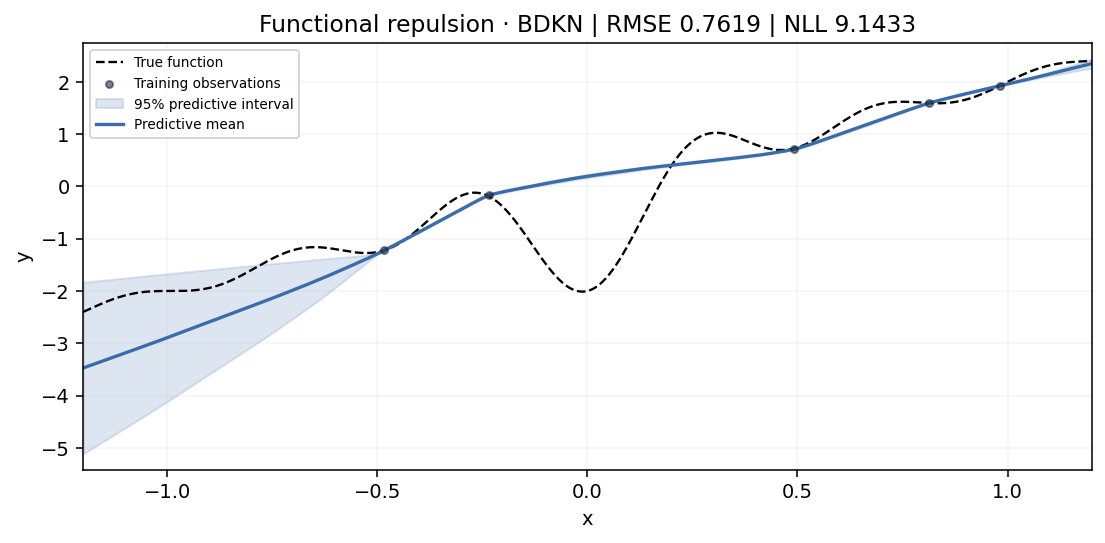 Functional repulsion · BDKN | RMSE 0.7619 | NLL 9.1433
True function
Training observations
95% predictive interval
Predictive mean
y
2
1
0
−1
−2
−3
−4
−5
−1.0
−0.5
0.0
0.5
1.0
x